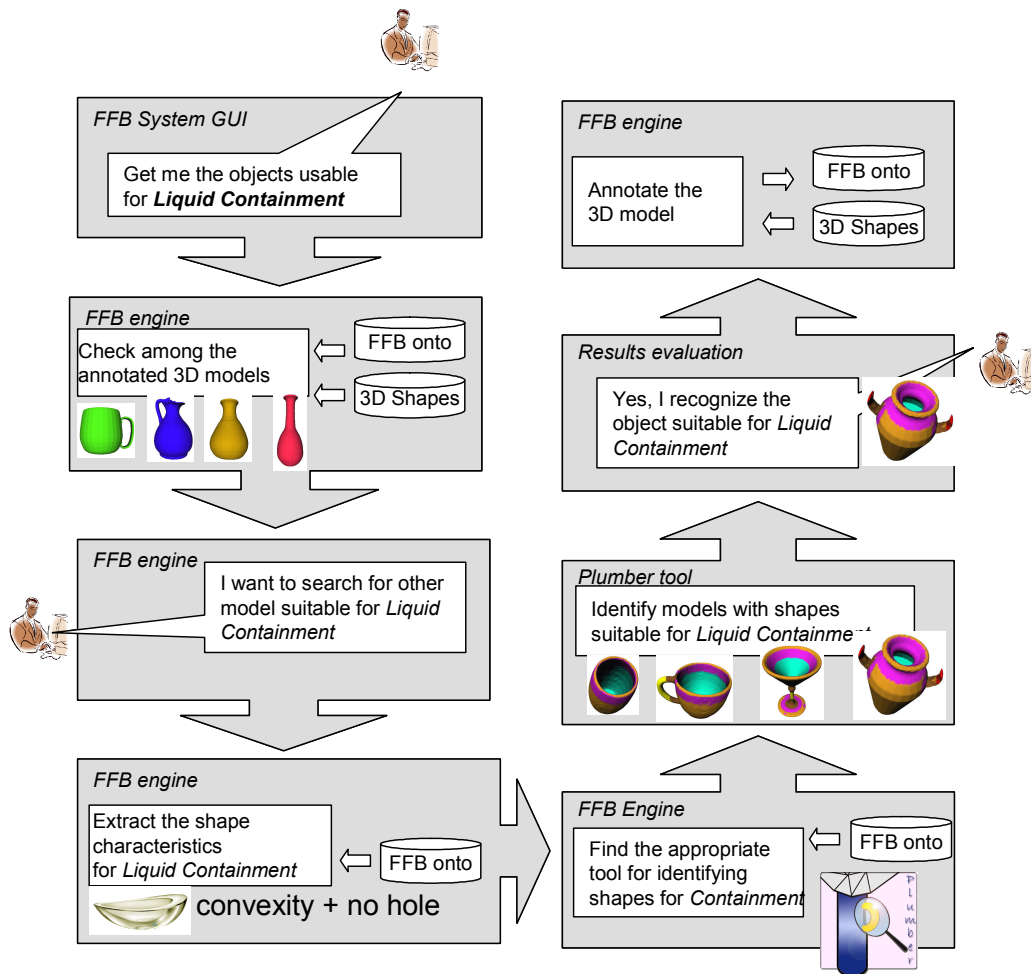 FFB System GUI
Get me the objects usable
for Liquid Containment
FFB engine
Check among the
annotated 3D models
FFB onto
3D Shapes
FFB engine
I want to search for other
model suitable for Liquid
Containment
FFB engine
Extract the shape
characteristics
for Liquid Containment
FFB onto
convexity + no hole
FFB Engine
Find the appropriate
tool for identifying
shapes for Containment
FFB onto
Plumber
Plumber tool
Identify models with shapes
suitable for Liquid Containment
Results evaluation
Yes, I recognize the
object suitable for Liquid
Containment
FFB engine
Annotate the
3D model
FFB onto
3D Shapes